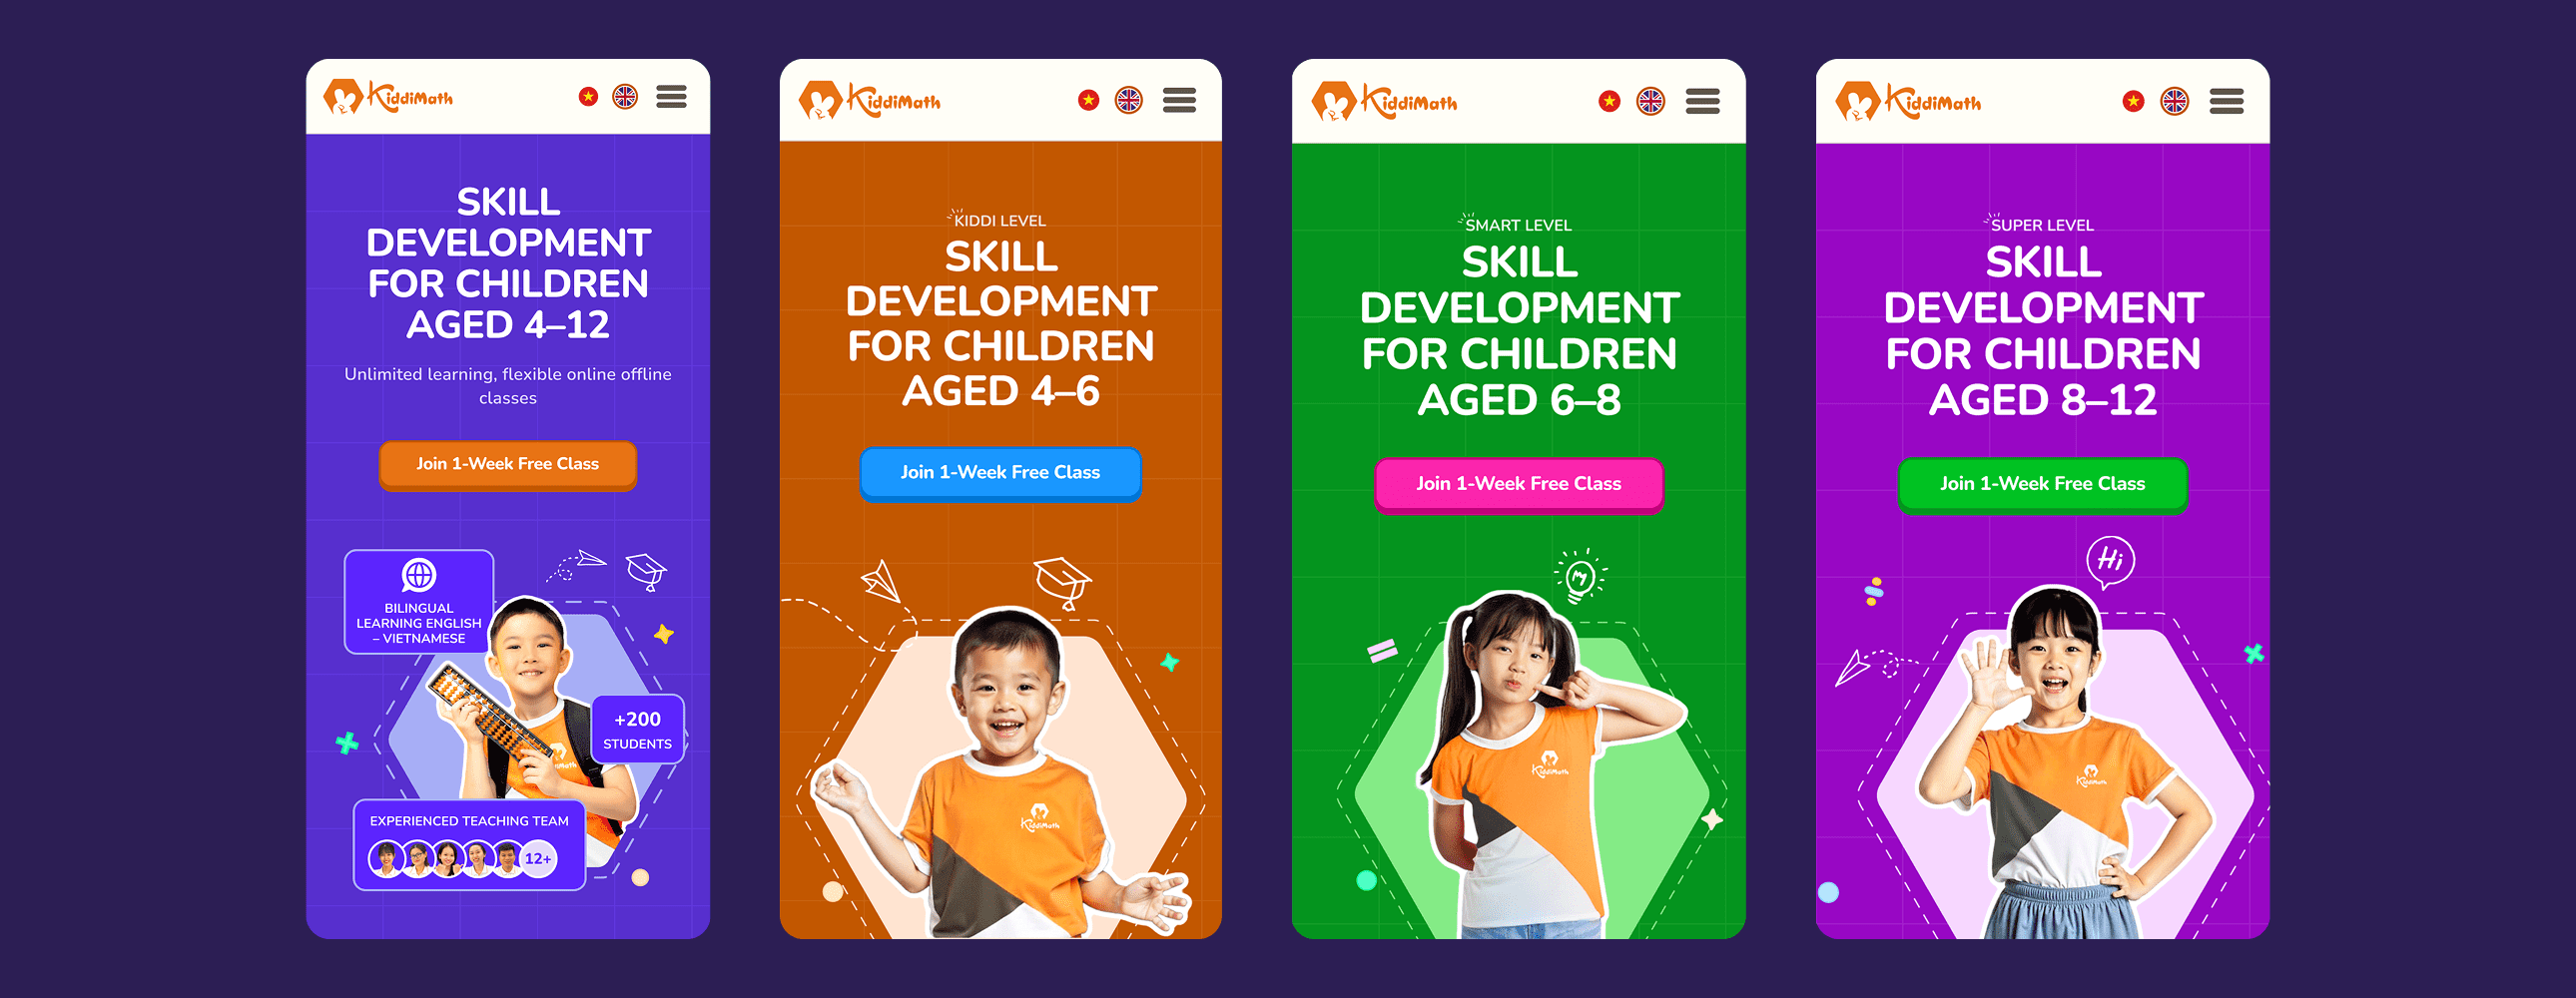 KiddiMath
SKILL
DEVELOPMENT
FOR CHILDREN
AGED 4–12
Unlimited learning, flexible online offline
classes
Join 1-Week Free Class
BILINGUAL
LEARNING ENGLISH
– VIETNAMESE
+200
STUDENTS
EXPERIENCED TEACHING TEAM
12+
KiddiMath
KIDDI LEVEL
SKILL
DEVELOPMENT
FOR CHILDREN
AGED 4–6
Join 1-Week Free Class
KiddiMath
KiddiMath
SMART LEVEL
SKILL
DEVELOPMENT
FOR CHILDREN
AGED 6–8
Join 1-Week Free Class
KiddiMath
KiddiMath
SUPER LEVEL
SKILL
DEVELOPMENT
FOR CHILDREN
AGED 8–12
Join 1-Week Free Class
Hi
KiddiMath